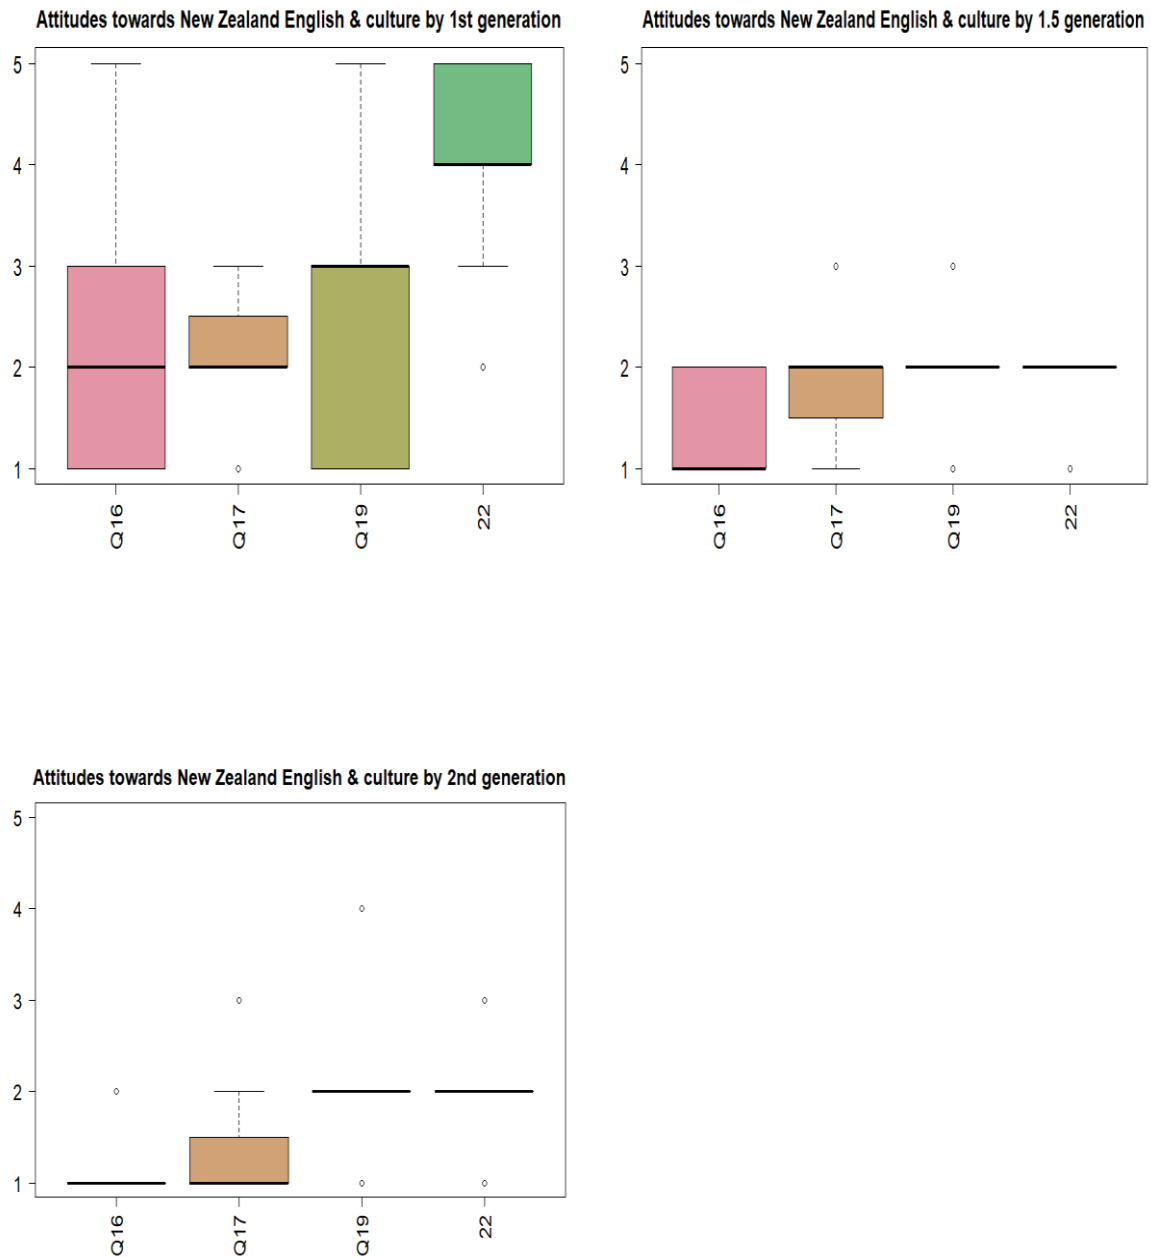 Attitudes towards New Zealand English & culture by 1st generation
5
4
3
2
1
Q16
Q17
Q19
22
Attitudes towards New Zealand English & culture by 1.5 generation
5
4
3
2
1
Q16
Q17
Q19
22
Attitudes towards New Zealand English & culture by 2nd generation
5
4
3
2
1
Q16
Q17
Q19
22